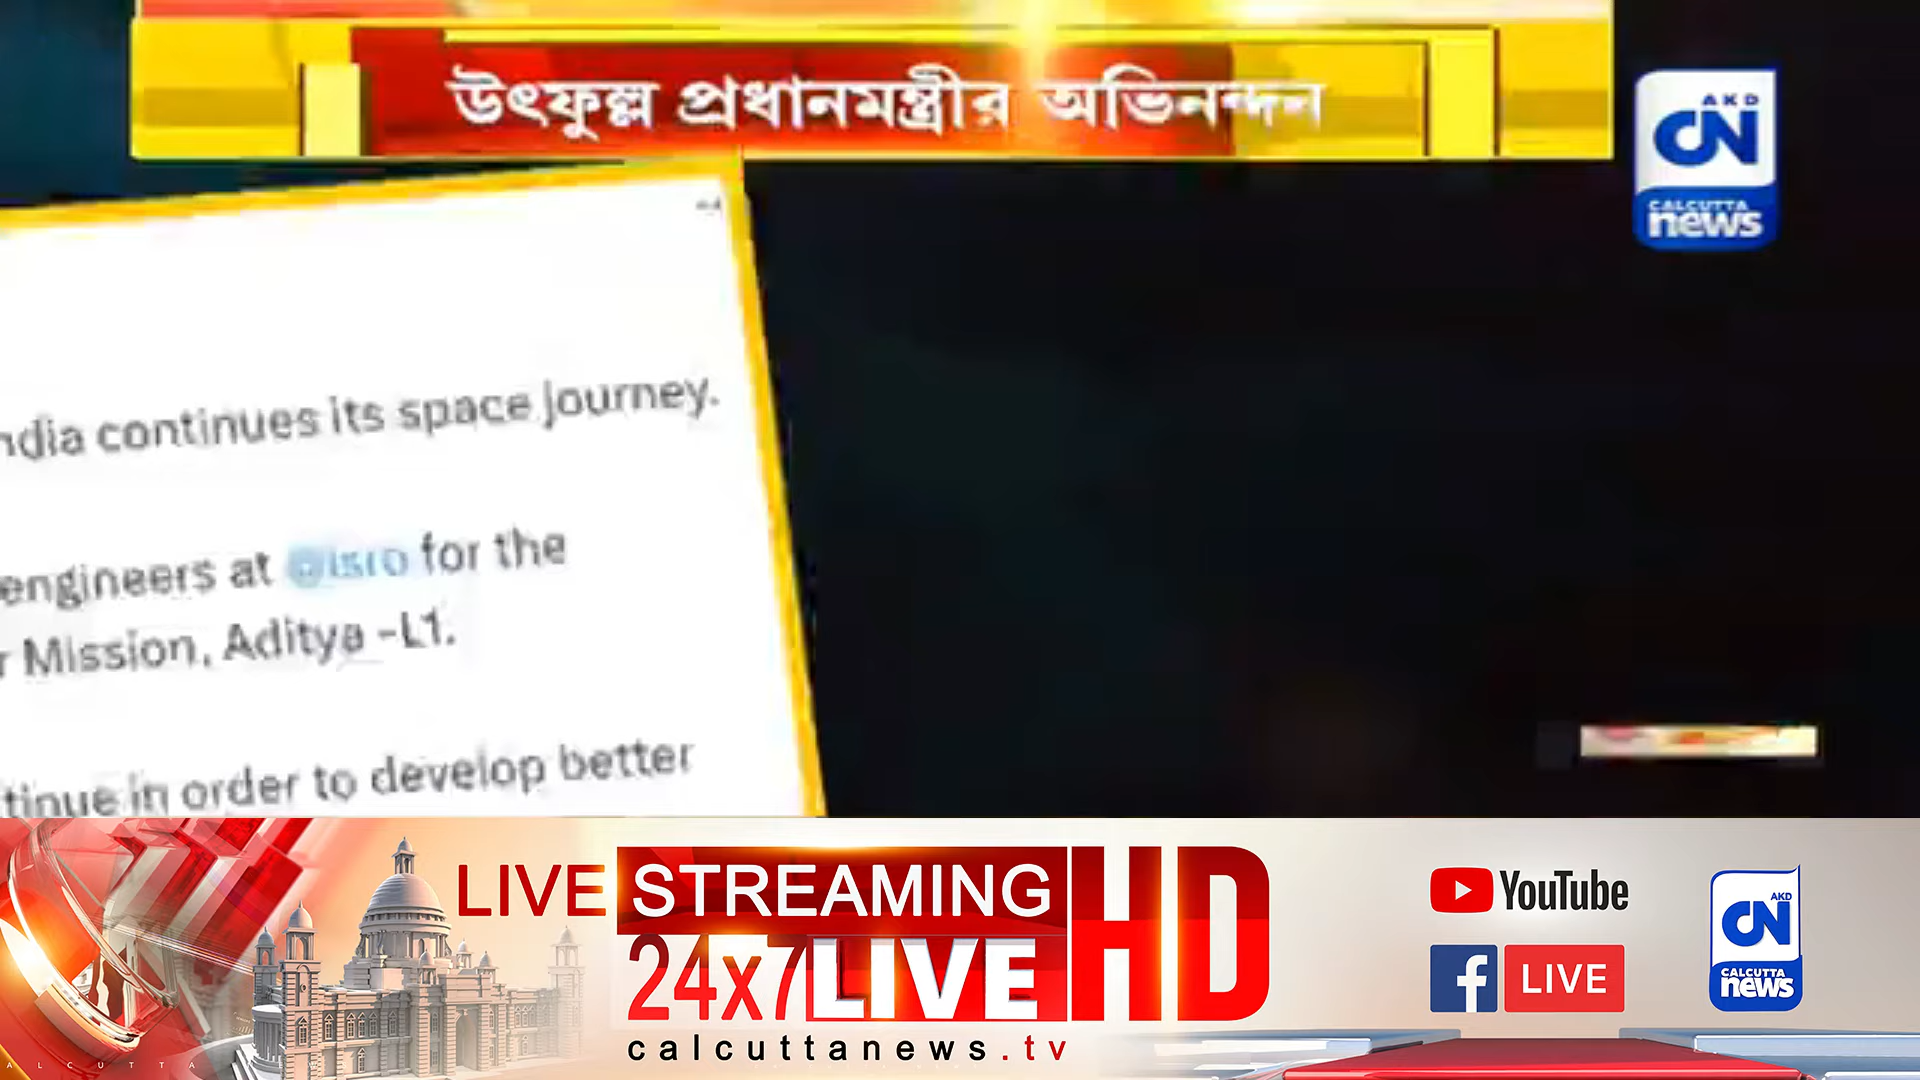 উৎফুল্ল প্রধানমন্ত্রীর অভিনন্দন
AKD
CN
CALCUTTA
news
ndia continues its space journey.
engineers at @isro for the
r Mission, Aditya -L1.
tinue in order to develop better
LIVE STREAMING HD
24x7 LIVE
calcuttanews.tv
YouTube
f LIVE
AKD
CN
CALCUTTA
news
ALCUTTA